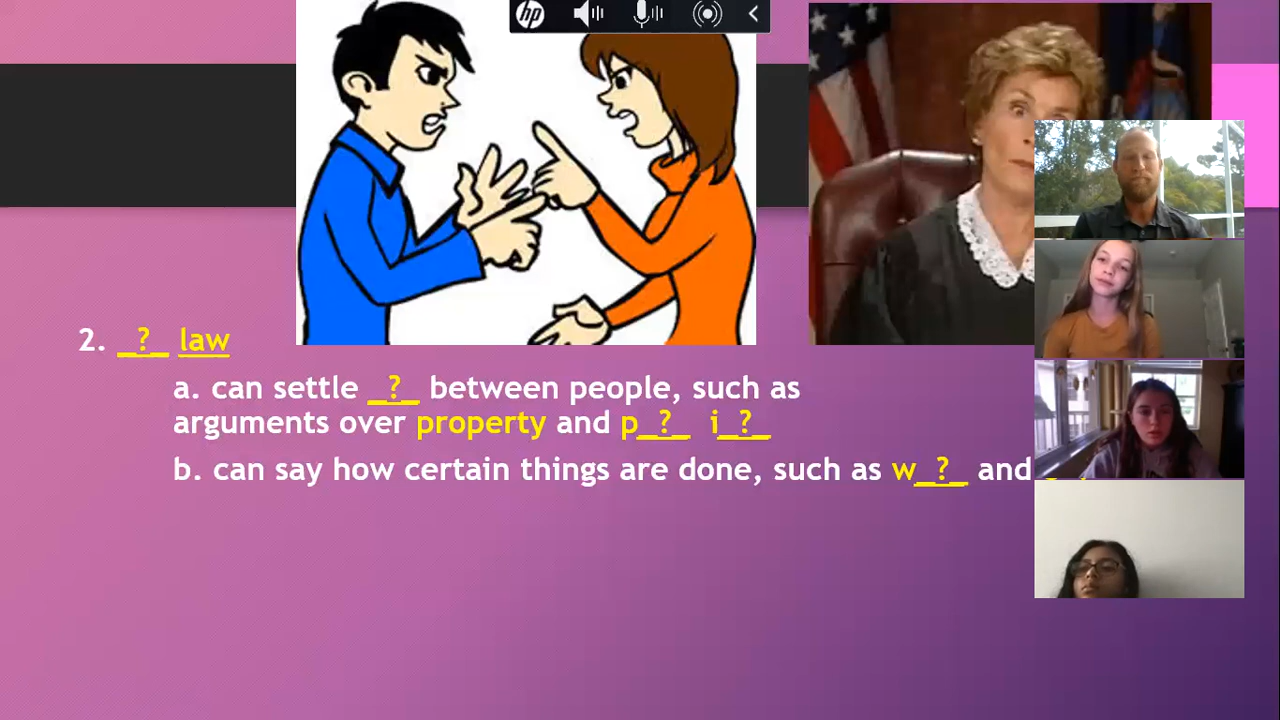 hp
2. _?_ law
a. can settle _?_ between people, such as
arguments over property and p_?_ i_?_
b. can say how certain things are done, such as w_?_ and